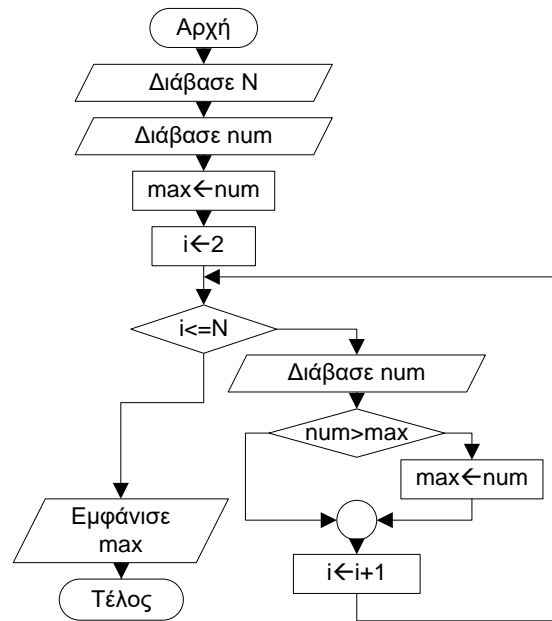 Αρχή
Διάβασε Ν
Διάβασε num
max←num
i←2
i<=N
Διάβασε num
num>max
max←num
Εμφάνισε
max
i←i+1
Τέλος